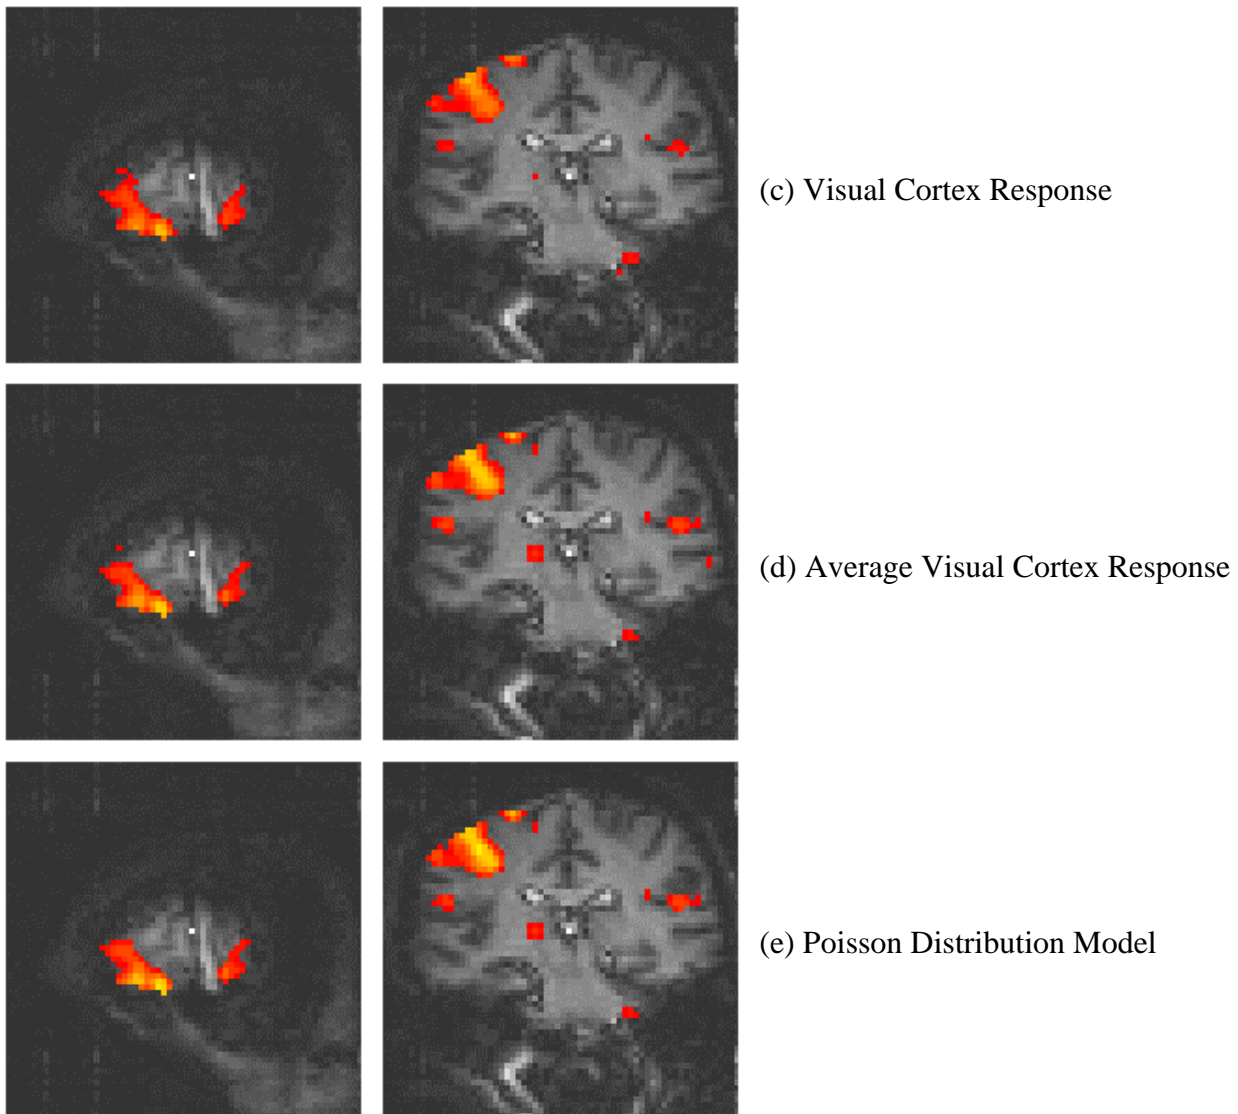 (c) Visual Cortex Response
(d) Average Visual Cortex Response
(e) Poisson Distribution Model